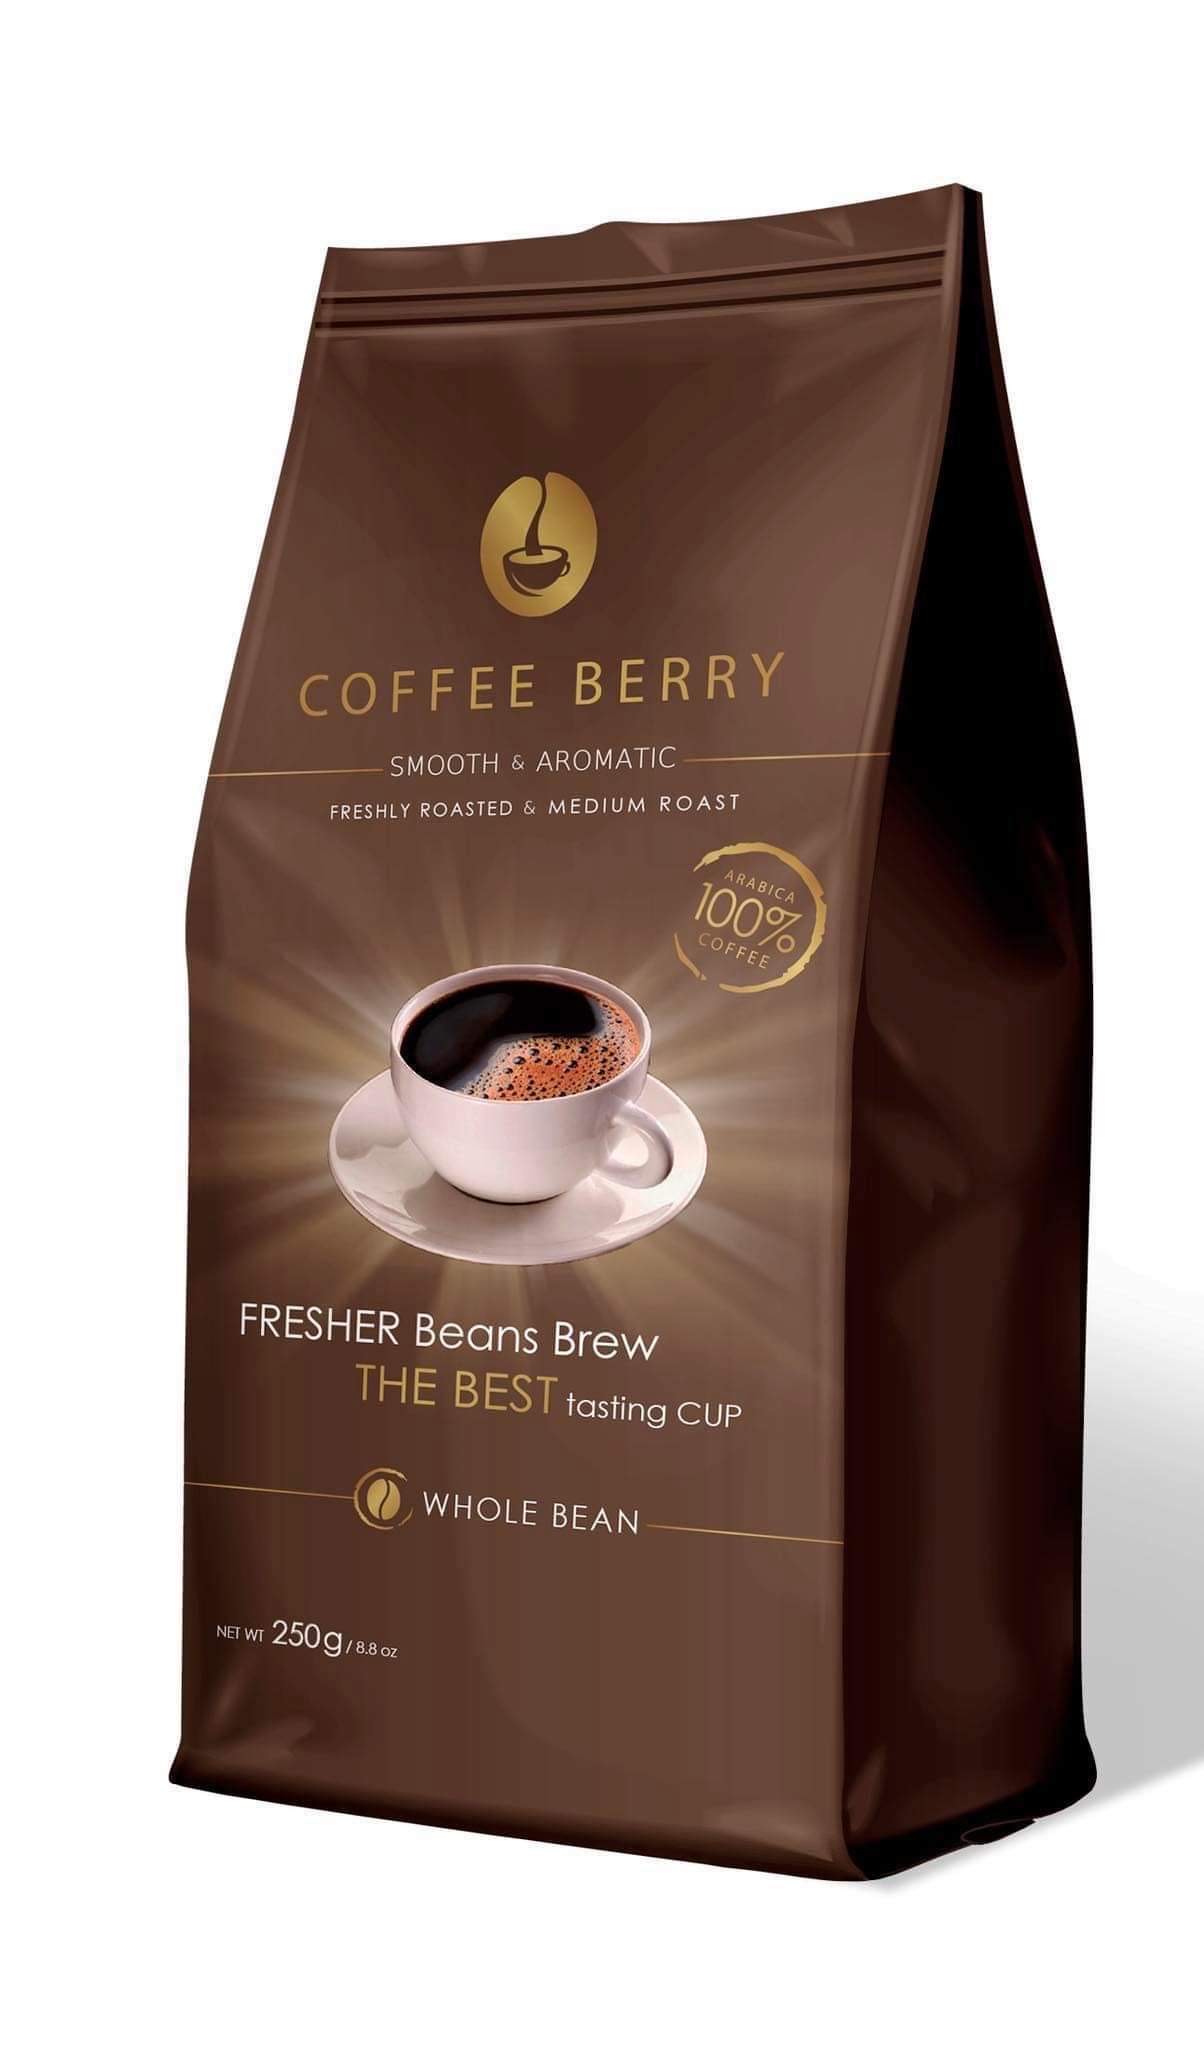 COFFEE BERRY
SMOOTH & AROMATIC
FRESHLY ROASTED & MEDIUM ROAST
ARABICA
100%
COFFEE
FRESHER Beans Brew
THE BEST tasting CUP
WHOLE BEAN
NET WT 250g / 8.8 oz